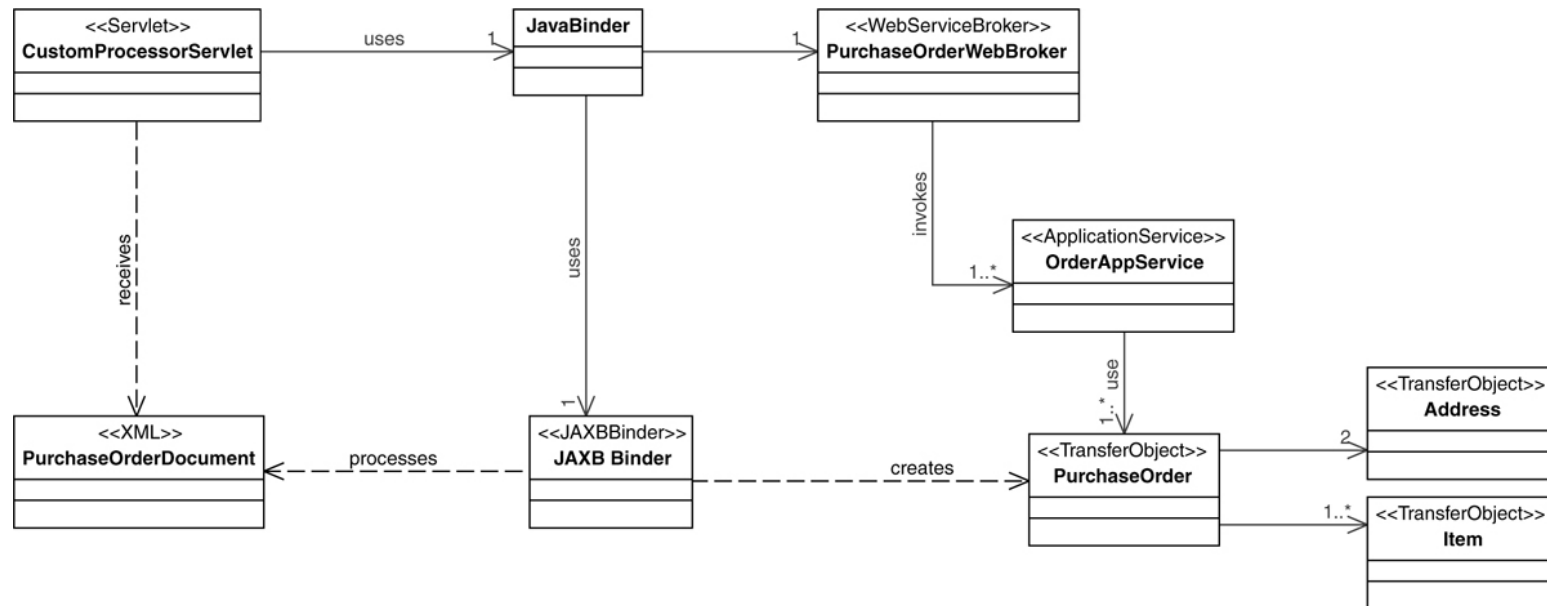 <<Servlet>>
CustomProcessorServlet
uses
1
JavaBinder
1
<<WebServiceBroker>>
PurchaseOrderWebBroker
receives
uses
1
invokes
1..*
<<ApplicationService>>
OrderAppService
use
1..*
<<XML>>
PurchaseOrderDocument
processes
<<JAXBBinder>>
JAXB Binder
creates
<<TransferObject>>
PurchaseOrder
2
<<TransferObject>>
Address
1..*
<<TransferObject>>
Item